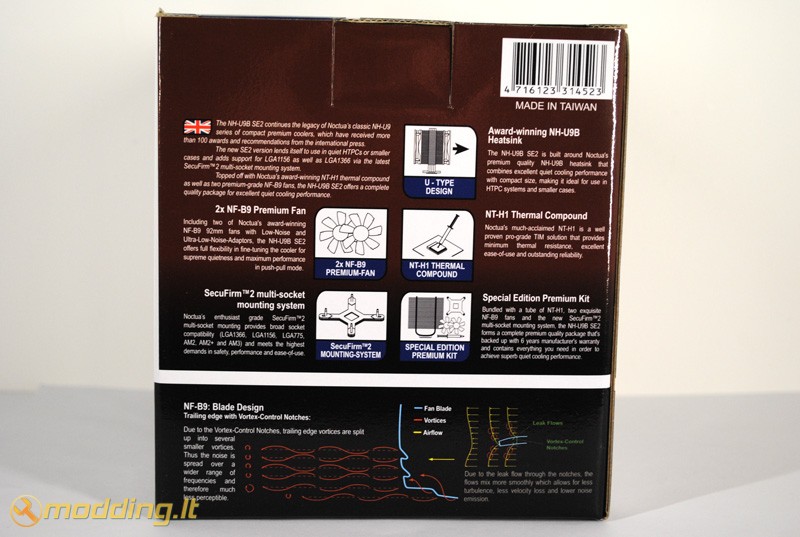 4 716123 314523
MADE IN TAIWAN
The NH-U9B SE2 continues the legacy of Noctua's classic NH-U9
series of compact premium coolers, which have received more
than 100 awards and recommendations from the international press.
The new SE2 version lends itself to use in quiet HTPCs or smaller
cases and adds support for LGA1156 as well as LGA1366 via the latest
SecuFirm™2 multi-socket mounting system.
Topped off with Noctua's award-winning NT-H1 thermal compound
as well as two premium-grade NF-B9 fans, the NH-U9B SE2 offers a complete
quality package for excellent quiet cooling performance.
U - TYPE
DESIGN
Award-winning NH-U9B
Heatsink
The NH-U9B SE2 is built around Noctua's
premium quality NH-U9B heatsink that
combines excellent quiet cooling performance
with compact size, making it ideal for use in
HTPC systems and smaller cases.
2x NF-B9 Premium Fan
Including two of Noctua's award-winning
NF-B9 92mm fans with Low-Noise and
Ultra-Low-Noise-Adaptors, the NH-U9B SE2
offers full flexibility in fine-tuning the cooler for
supreme quietness and maximum performance
in push-pull mode.
2x NF-B9
PREMIUM-FAN
NT-H1 THERMAL
COMPOUND
NT-H1 Thermal Compound
Noctua's much-acclaimed NT-H1 is a well
proven pro-grade TIM solution that provides
minimum thermal resistance, excellent
ease-of-use and outstanding reliability.
SecuFirm™2 multi-socket
mounting system
Noctua's enthusiast grade SecuFirm™2
multi-socket mounting provides broad socket
compatibility (LGA1366, LGA1156, LGA775,
AM2, AM2+ and AM3) and meets the highest
demands in safety, performance and ease-of-use.
SecuFirm™2
MOUNTING-SYSTEM
SPECIAL EDITION
PREMIUM KIT
Special Edition Premium Kit
Bundled with a tube of NT-H1, two exquisite
NF-B9 fans and the new SecuFirm™2
multi-socket mounting system, the NH-U9B SE2
forms a complete premium quality package that's
backed up with 6 years manufacturer's warranty
and contains everything you need in order to
achieve superb quiet cooling performance.
NF-B9: Blade Design
Trailing edge with Vortex-Control Notches:
Due to the Vortex-Control Notches, trailing edge vortices are split
up into several
smaller vortices.
Thus the noise is
spread over a
wider range of
frequencies and
therefore much
less perceptible.
Fan Blade
Vortices
Airflow
Leak Flows
Vortex-Control
Notches
Due to the leak flow through the notches, the
flows mix more smoothly which allows for less
turbulence, less velocity loss and lower noise
emission.
modding.lt